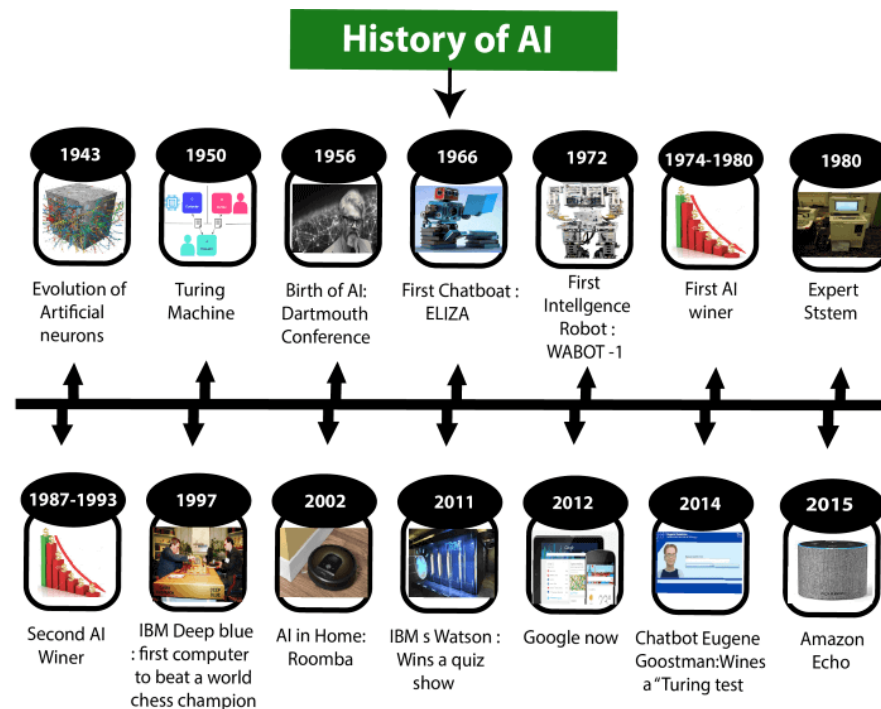 History of AI
1943
1950
1956
1966
1972
1974-1980
1980
Evolution of
Artificial
neurons
Turing
Machine
Birth of AI:
Dartmouth
Conference
First Chatboat :
ELIZA
First
Intellgence
Robot :
WABOT -1
First AI
winer
Expert
Ststem
1987-1993
1997
2002
2011
2012
2014
2015
Second AI
Winer
IBM Deep blue
: first computer
to beat a world
chess champion
AI in Home:
Roomba
IBM s Watson :
Wins a quiz
show
Google now
Chatbot Eugene
Goostman:Wines
a “Turing test
Amazon
Echo